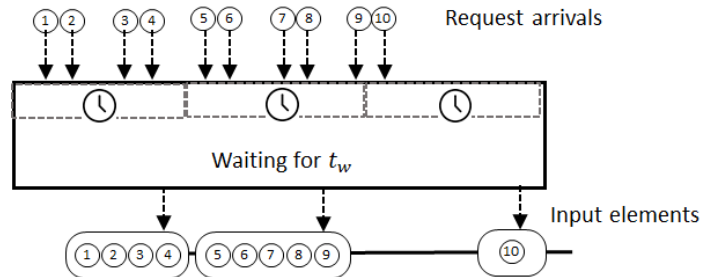 1 2 3 4 5 6 7 8 9 10 Request arrivals
Waiting for t_w
Input elements
1 2 3 4 5 6 7 8 9 10